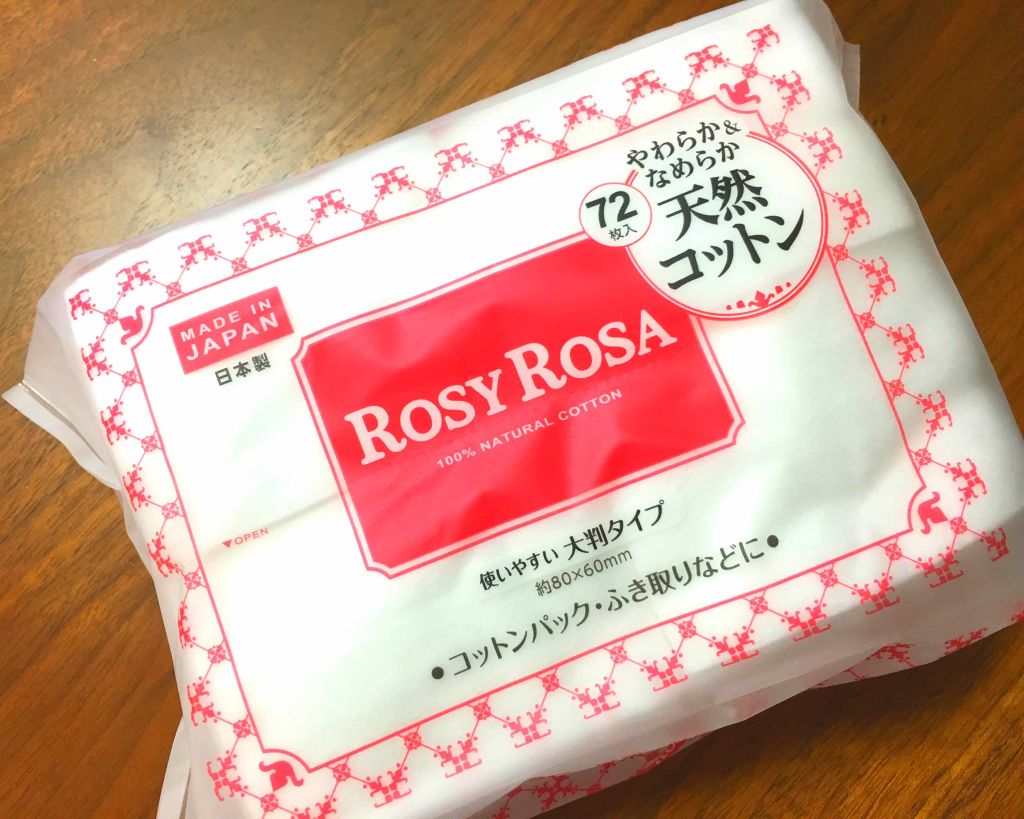 やわらか&
なめらか
天然
コットン
72
枚入
MADE IN
JAPAN
日本製
ROSY ROSA
100% NATURAL COTTON
▼OPEN
使いやすい 大判タイプ
約80×60mm
●コットンパック・ふき取りなどに●